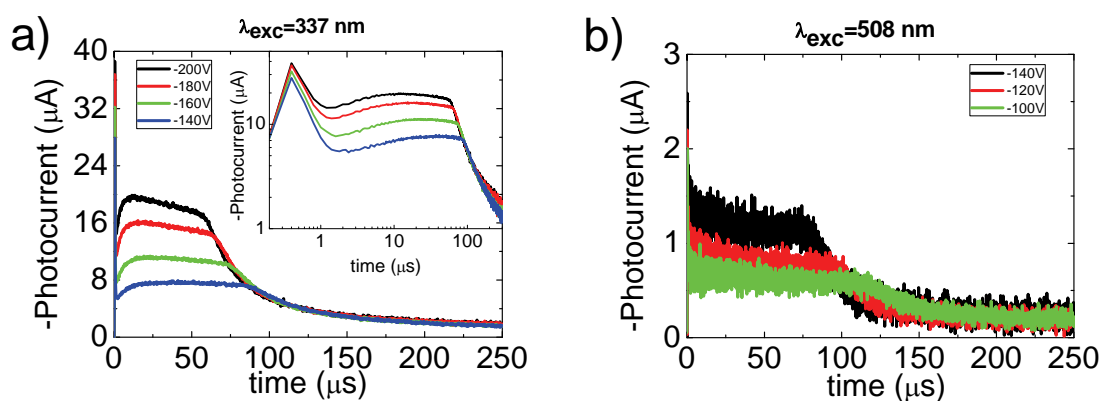 a)
λexc=337 nm
-Photocurrent (μA)
40
32
24
16
8
0
-200V
-180V
-160V
-140V
-Photocurrent (μA)
10
1
1
10
100
time (μs)
0
50
100
150
200
250
time (μs)
b)
λexc=508 nm
-Photocurrent (μA)
3
2
1
0
-140V
-120V
-100V
0
50
100
150
200
250
time (μs)